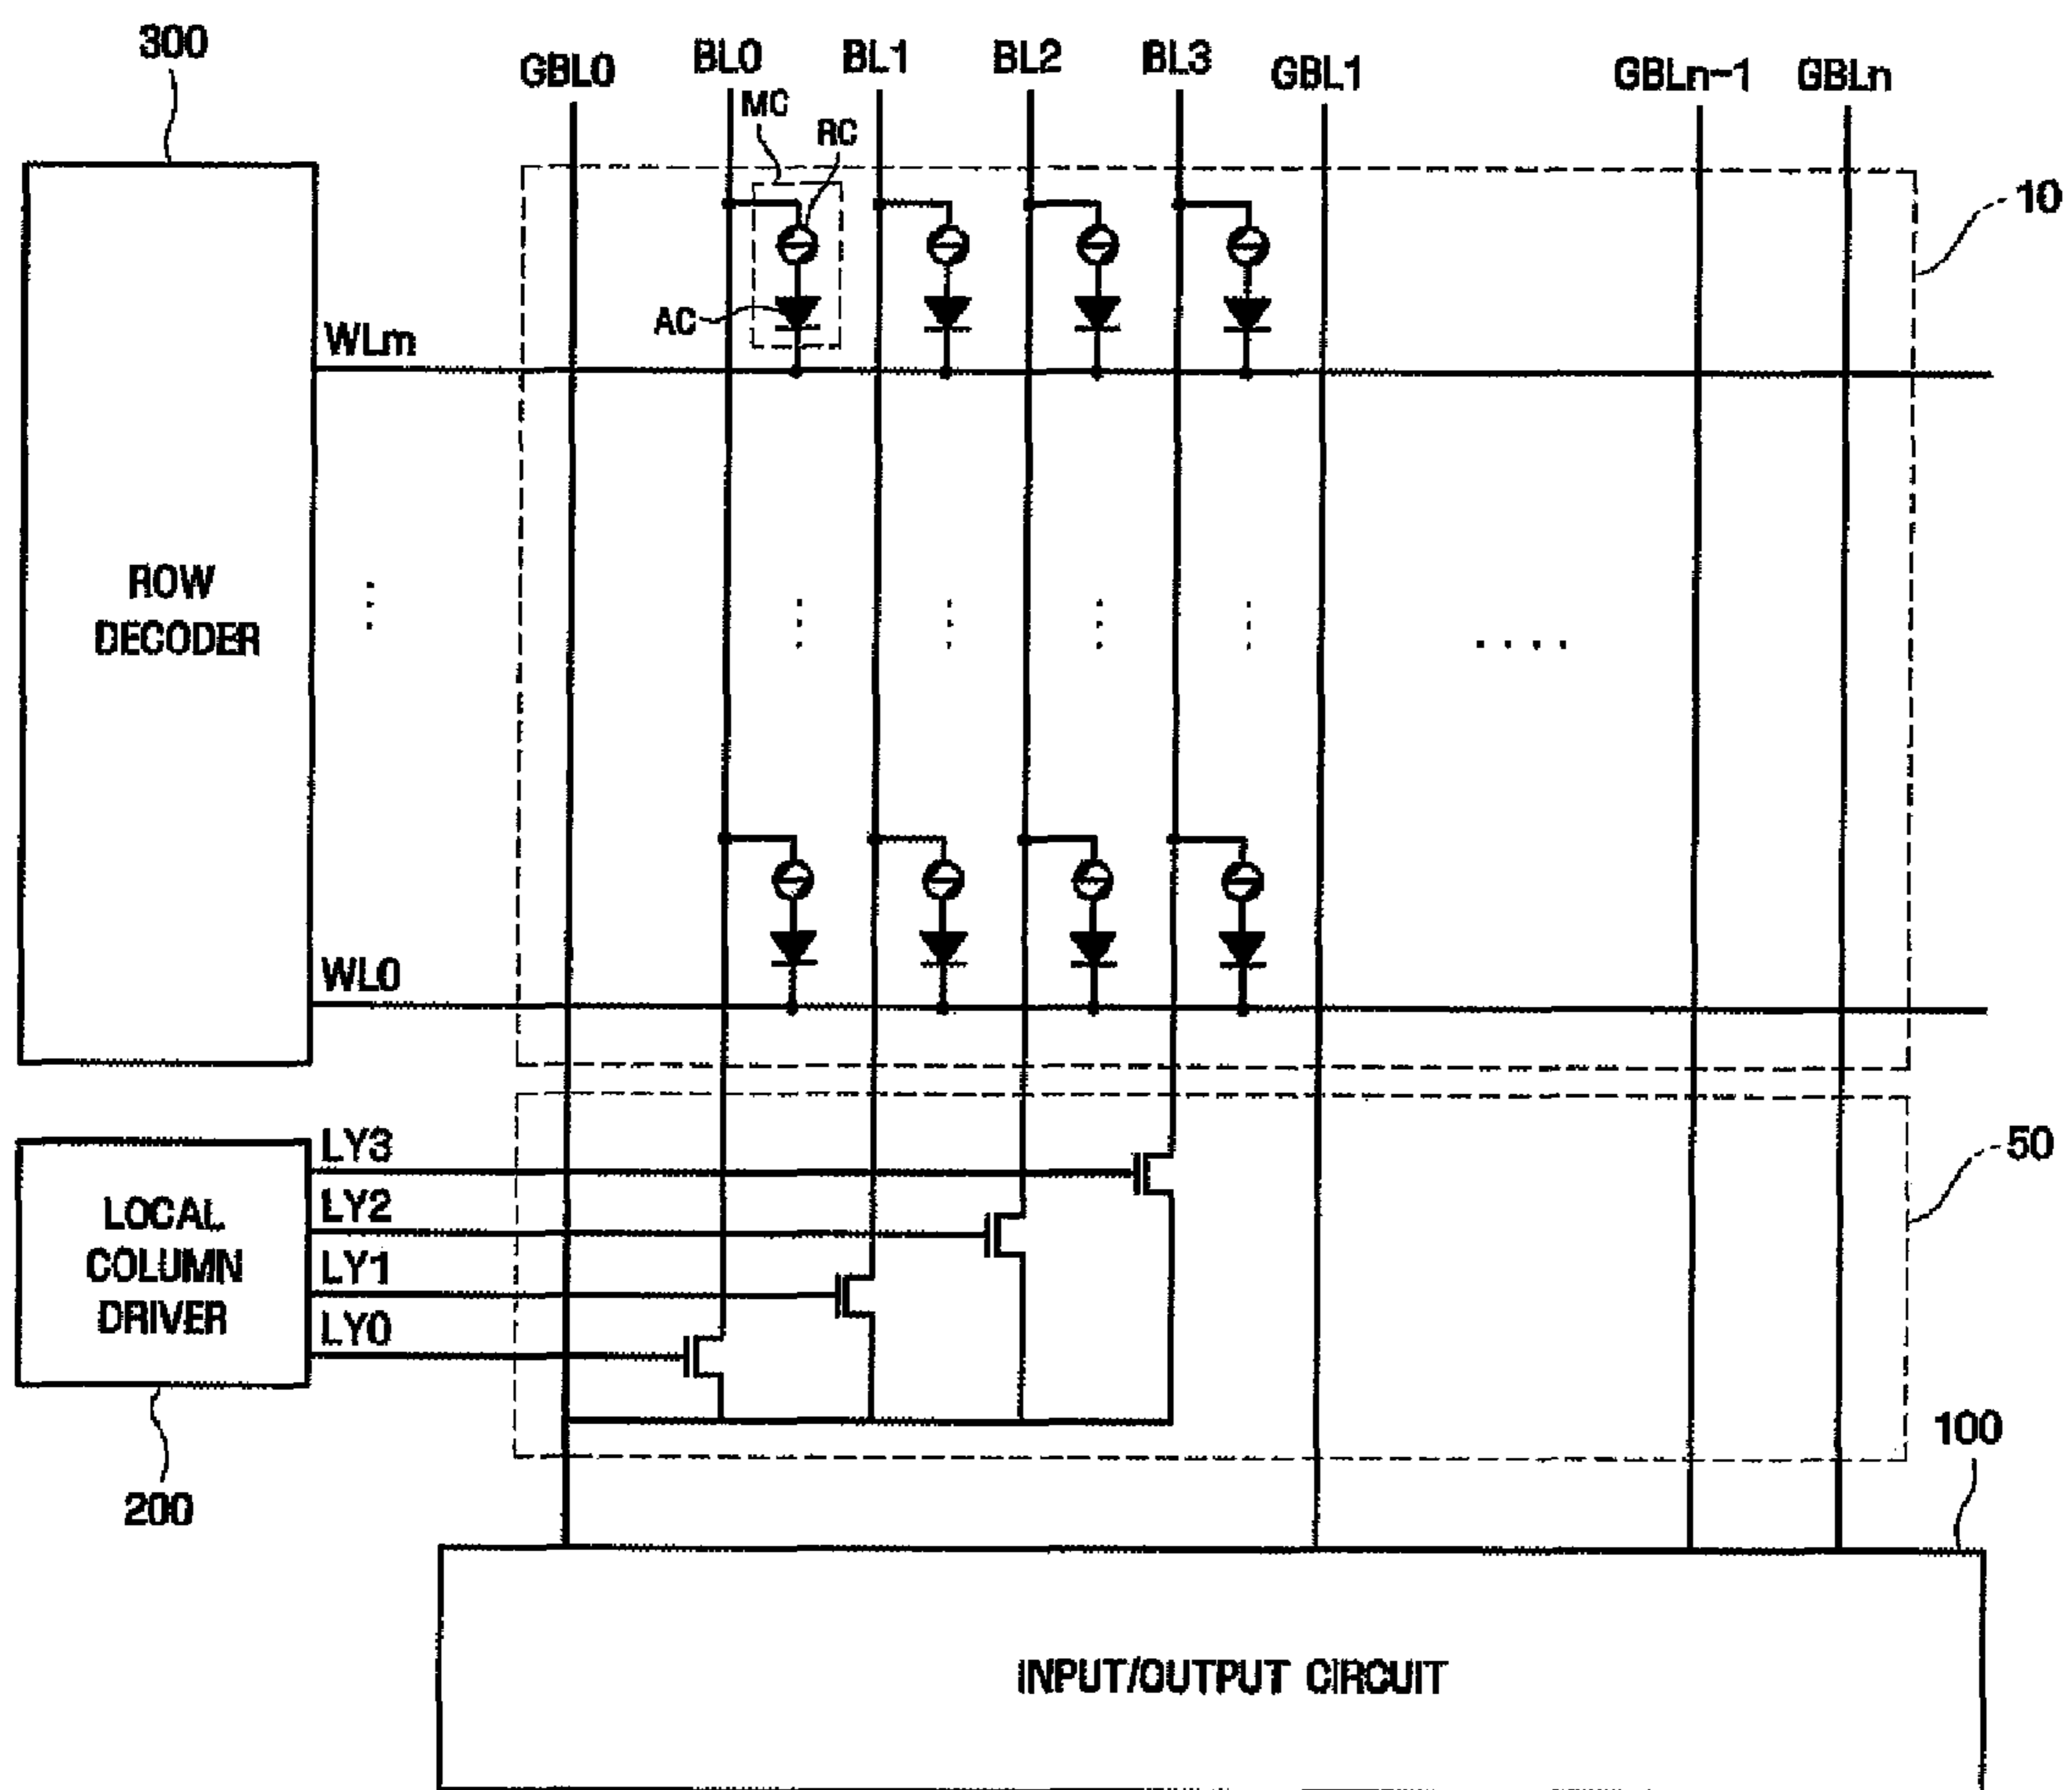 300
GBL0 BL0 BL1 BL2 BL3 GBL1 GBLn-1 GBLn
MC
RC
10
AC
WLm
ROW
DECODER
WL0
LY3
50
LOCAL
COLUMN
DRIVER
LY2
LY1
LY0
100
200
INPUT/OUTPUT CIRCUIT